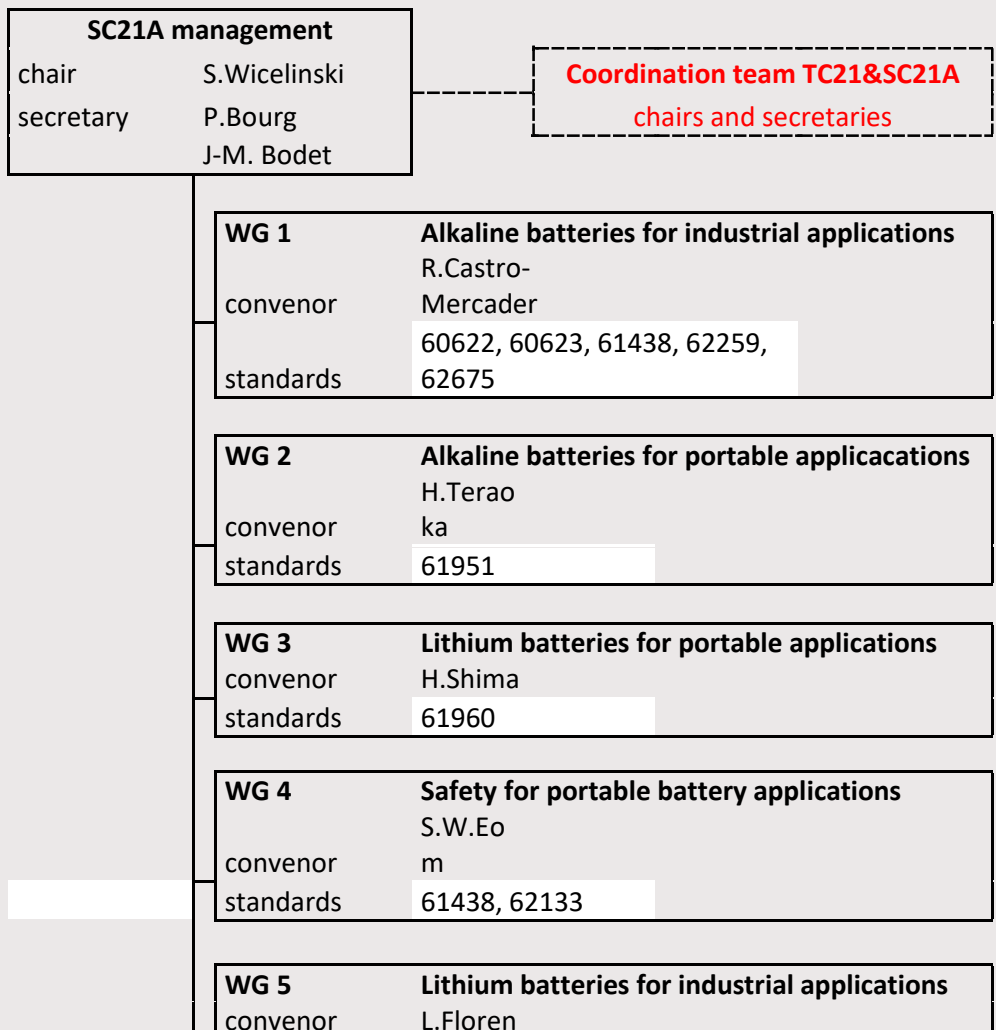 SC21A management
chair S.Wicelinski
secretary P.Bourg
J-M. Bodet
Coordination team TC21&SC21A
chairs and secretaries
WG 1 Alkaline batteries for industrial applications
R.Castro-
convenor Mercader
60622, 60623, 61438, 62259,
standards 62675
WG 2 Alkaline batteries for portable applicacations
H.Terao
convenor ka
standards 61951
WG 3 Lithium batteries for portable applications
convenor H.Shima
standards 61960
WG 4 Safety for portable battery applications
S.W.Eo
convenor m
standards 61438, 62133
WG 5 Lithium batteries for industrial applications
convenor L.Floren